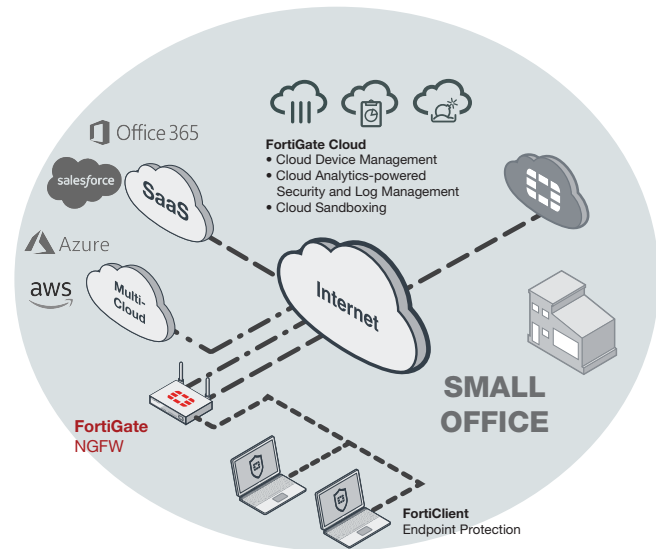 Office 365
salesforce
SaaS
Azure
aws
Multi-
Cloud
FortiGate Cloud
• Cloud Device Management
• Cloud Analytics-powered
Security and Log Management
• Cloud Sandboxing
Internet
SMALL
OFFICE
FortiGate
NGFW
FortiClient
Endpoint Protection